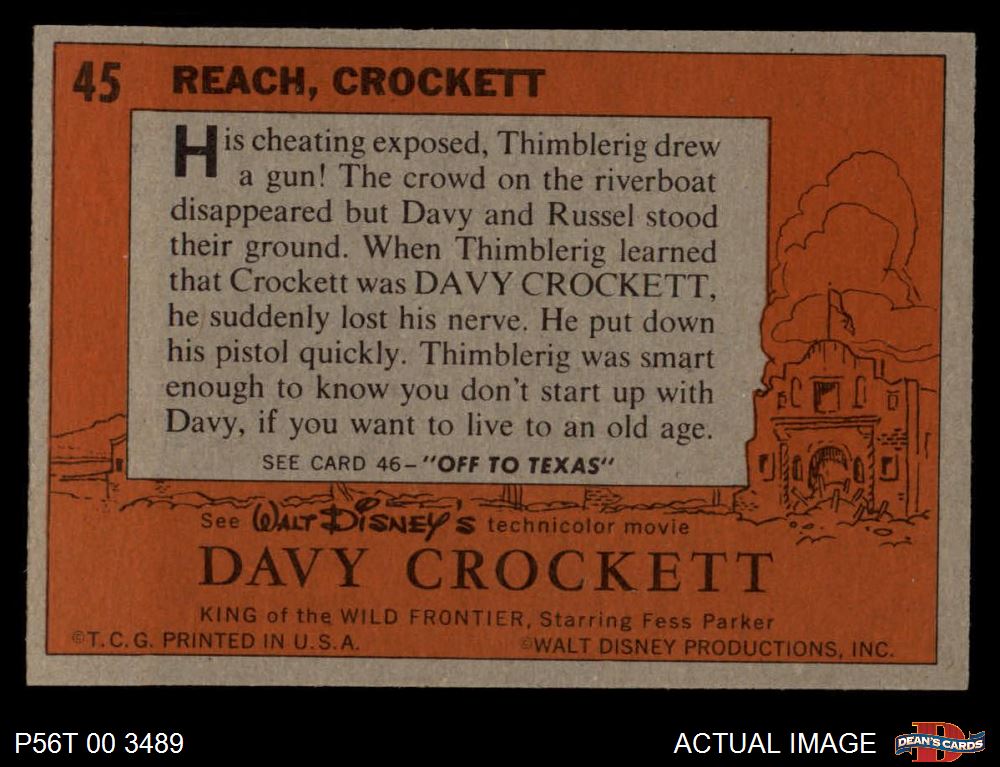 45 REACH, CROCKETT
His cheating exposed, Thimblerig drew
a gun! The crowd on the riverboat
disappeared but Davy and Russel stood
their ground. When Thimblerig learned
that Crockett was DAVY CROCKETT,
he suddenly lost his nerve. He put down
his pistol quickly. Thimblerig was smart
enough to know you don't start up with
Davy, if you want to live to an old age.
SEE CARD 46-"OFF TO TEXAS"
See WALT DISNEY'S technicolor movie
DAVY CROCKETT
KING of the WILD FRONTIER, Starring Fess Parker
©T.C.G. PRINTED IN U.S.A. ©WALT DISNEY PRODUCTIONS, INC.
P56T 00 3489 ACTUAL IMAGE D DEAN'S CARDS